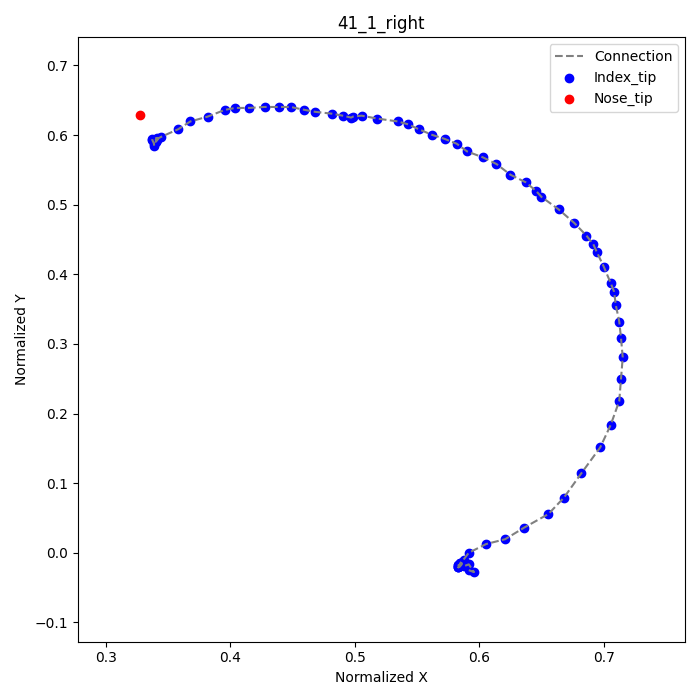 41_1_right
Connection
Index_tip
Nose_tip
0.7
0.6
0.5
0.4
0.3
0.2
0.1
0.0
−0.1
Normalized Y
0.3 0.4 0.5 0.6 0.7
Normalized X